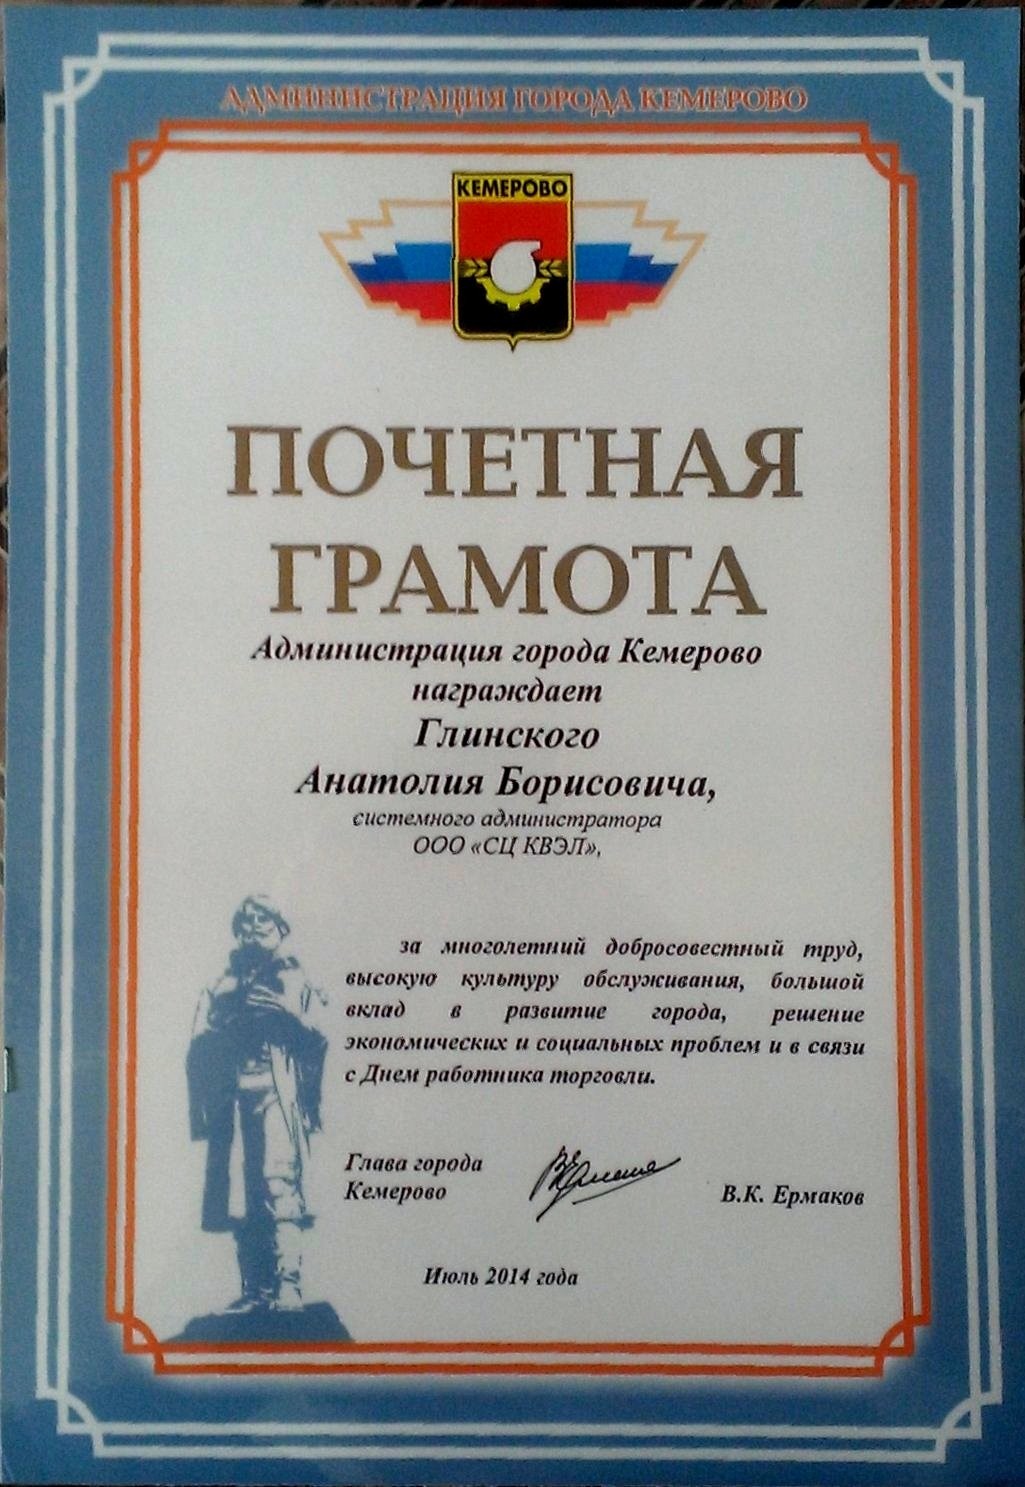 АДМИНИСТРАЦИЯ ГОРОДА КЕМЕРОВО
КЕМЕРОВО
ПОЧЕТНАЯ
ГРАМОТА
Администрация города Кемерово
награждает
Глинского
Анатолия Борисовича,
системного администратора
ООО «СЦ КВЭЛ»,
за многолетний добросовестный труд,
высокую культуру обслуживания, большой
вклад в развитие города, решение
экономических и социальных проблем и в связи
с Днем работника торговли.
Глава города
Кемерово
В.К. Ермаков
Июль 2014 года